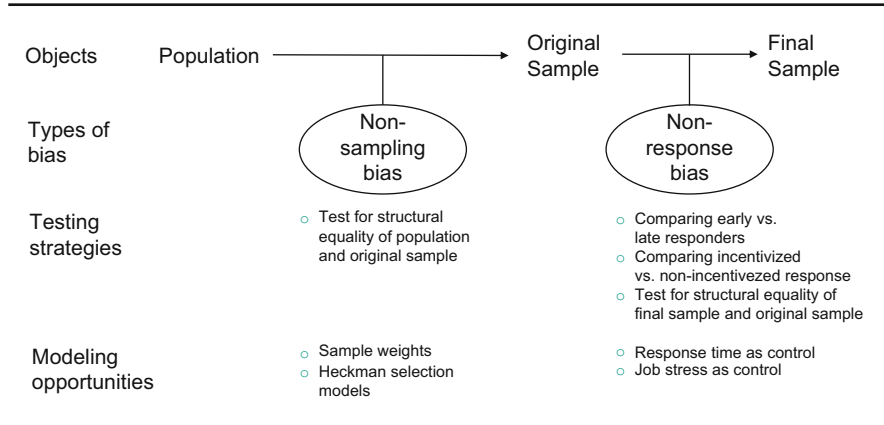 Objects
Population
Original
Sample
Final
Sample
Types of
bias
Non-
sampling
bias
Non-
response
bias
Testing
strategies
Test for structural
equality of population
and original sample
Comparing early vs.
late responders
Comparing incentivized
vs. non-incentivezed response
Test for structural equality of
final sample and original sample
Modeling
opportunities
Sample weights
Heckman selection
models
Response time as control
Job stress as control